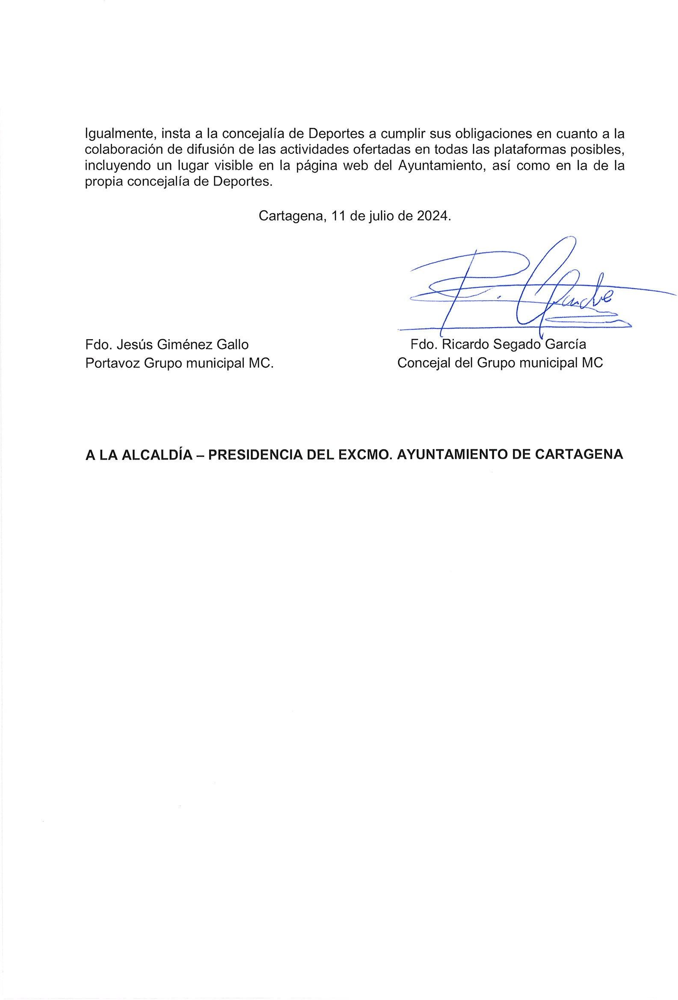 Igualmente, insta a la concejalía de Deportes a cumplir sus obligaciones en cuanto a la
colaboración de difusión de las actividades ofertadas en todas las plataformas posibles,
incluyendo un lugar visible en la página web del Ayuntamiento, así como en la de la
propia concejalía de Deportes.
Cartagena, 11 de julio de 2024.
Fdo. Jesús Giménez Gallo
Portavoz Grupo municipal MC.
Fdo. Ricardo Segado García
Concejal del Grupo municipal MC
A LA ALCALDÍA – PRESIDENCIA DEL EXCMO. AYUNTAMIENTO DE CARTAGENA